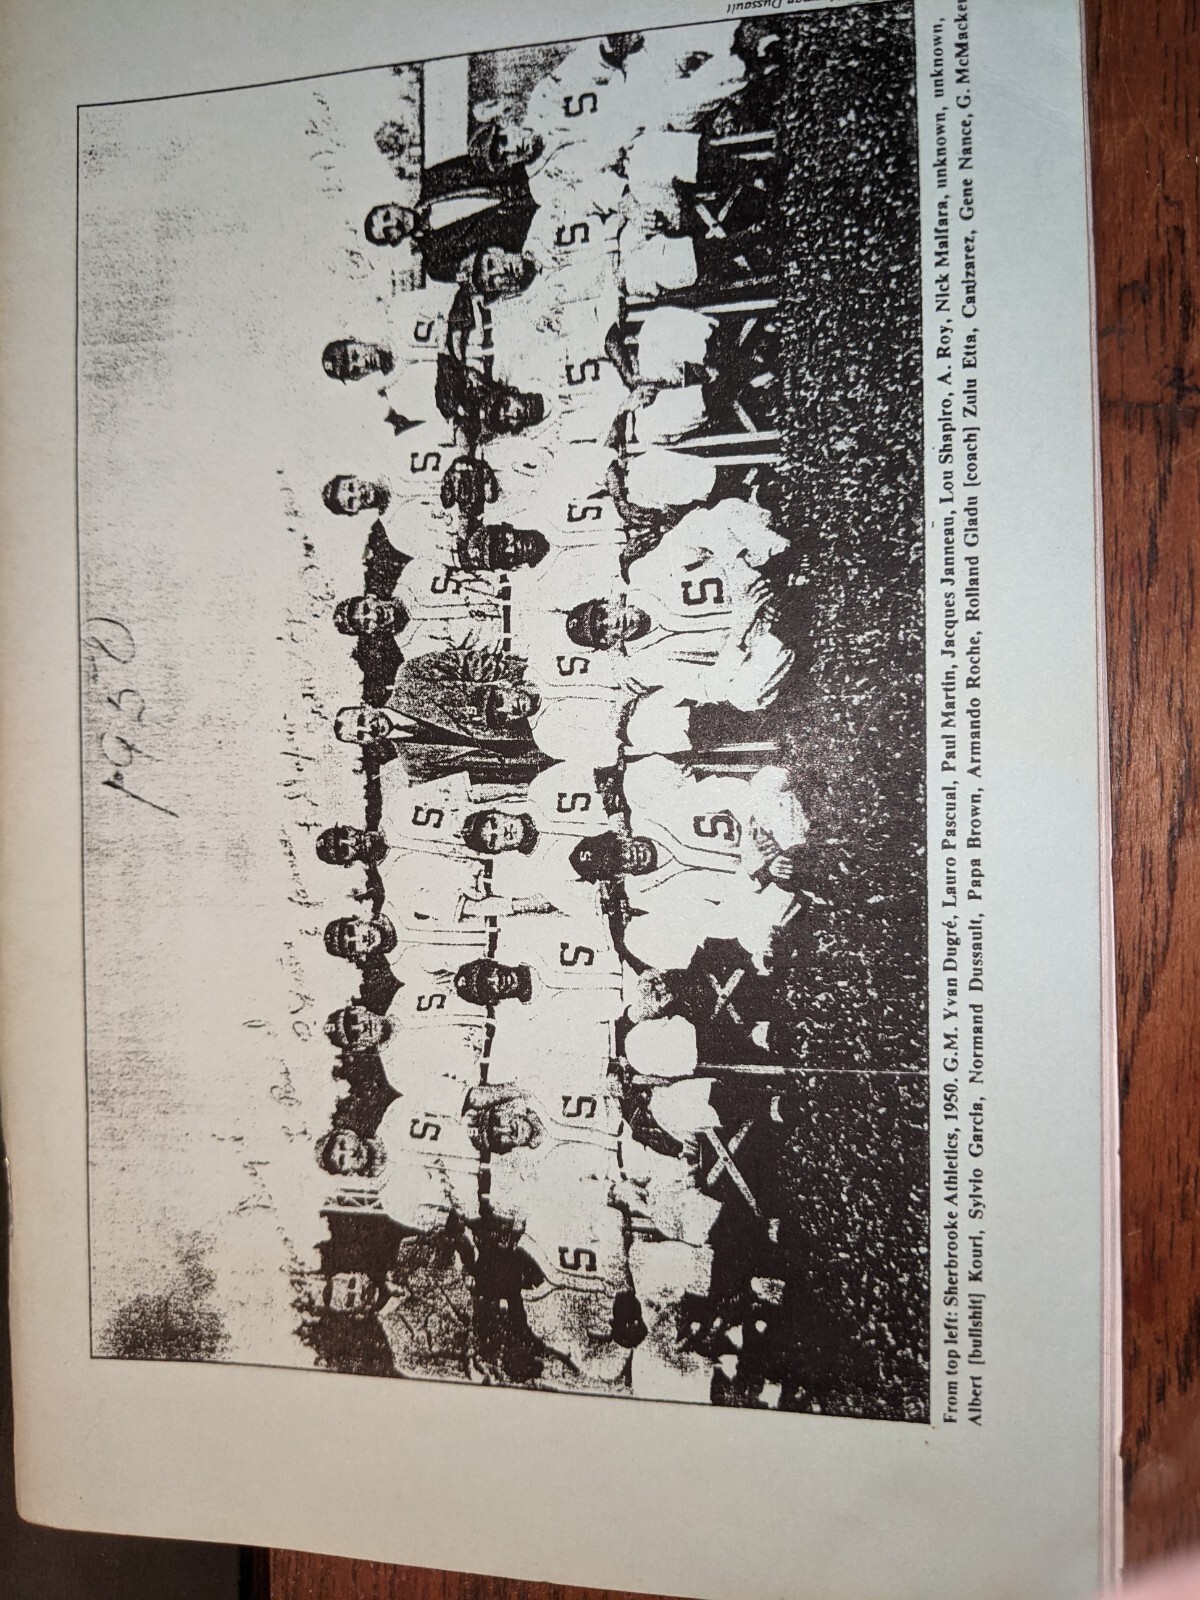 1950
Dussault
S S S S S S S
S S S S S S S S S
S S
From top left: Sherbrooke Athletics, 1950. G.M. Yvan Dugré, Lauro Pascual, Paul Martin, Jacques Janneau, Lou Shapiro, A. Roy, Nick Malfara, unknown, unknown,
Albert [bullshit] Kouri, Sylvio Garcia, Normand Dussault, Papa Brown, Armando Roche, Rolland Gladu [coach] Zulu Etta, Canizarez, Gene Nance, G. McMacken